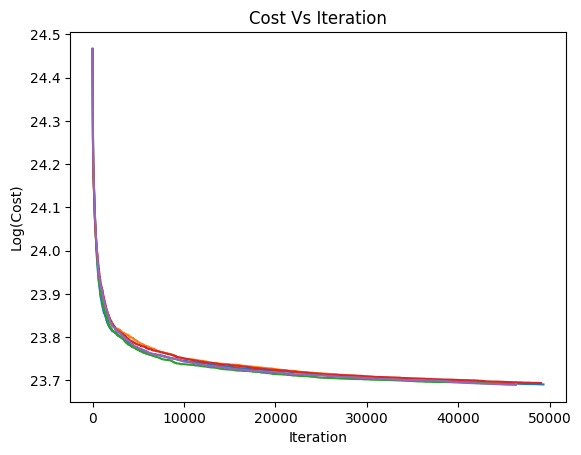 Cost Vs Iteration
Log(Cost)
24.5
24.4
24.3
24.2
24.1
24.0
23.9
23.8
23.7
0 10000 20000 30000 40000 50000
Iteration